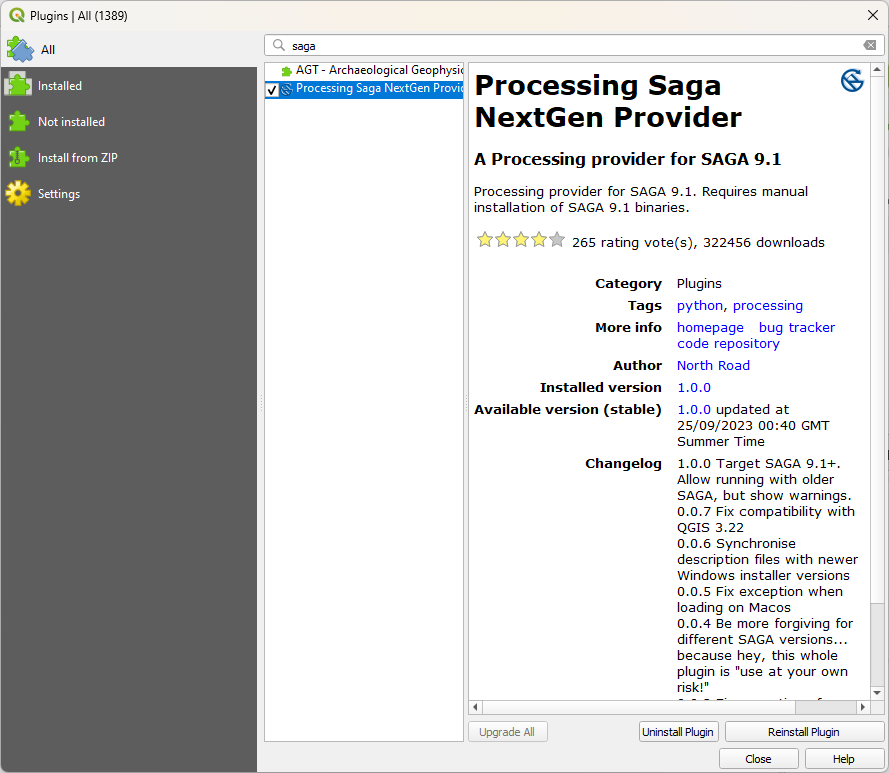 Plugins | All (1389)
All
Installed
Not installed
Install from ZIP
Settings
saga
AGT - Archaeological Geophysic
Processing Saga NextGen Provid
Processing Saga
NextGen Provider
A Processing provider for SAGA 9.1
Processing provider for SAGA 9.1. Requires manual
installation of SAGA 9.1 binaries.
265 rating vote(s), 322456 downloads
Category Plugins
Tags python, processing
More info homepage bug tracker
code repository
Author North Road
Installed version 1.0.0
Available version (stable) 1.0.0 updated at
25/09/2023 00:40 GMT
Summer Time
Changelog 1.0.0 Target SAGA 9.1+.
Allow running with older
SAGA, but show warnings.
0.0.7 Fix compatibility with
QGIS 3.22
0.0.6 Synchronise
description files with newer
Windows installer versions
0.0.5 Fix exception when
loading on Macos
0.0.4 Be more forgiving for
different SAGA versions...
because hey, this whole
plugin is "use at your own
risk!"
Upgrade All
Uninstall Plugin
Reinstall Plugin
Close
Help